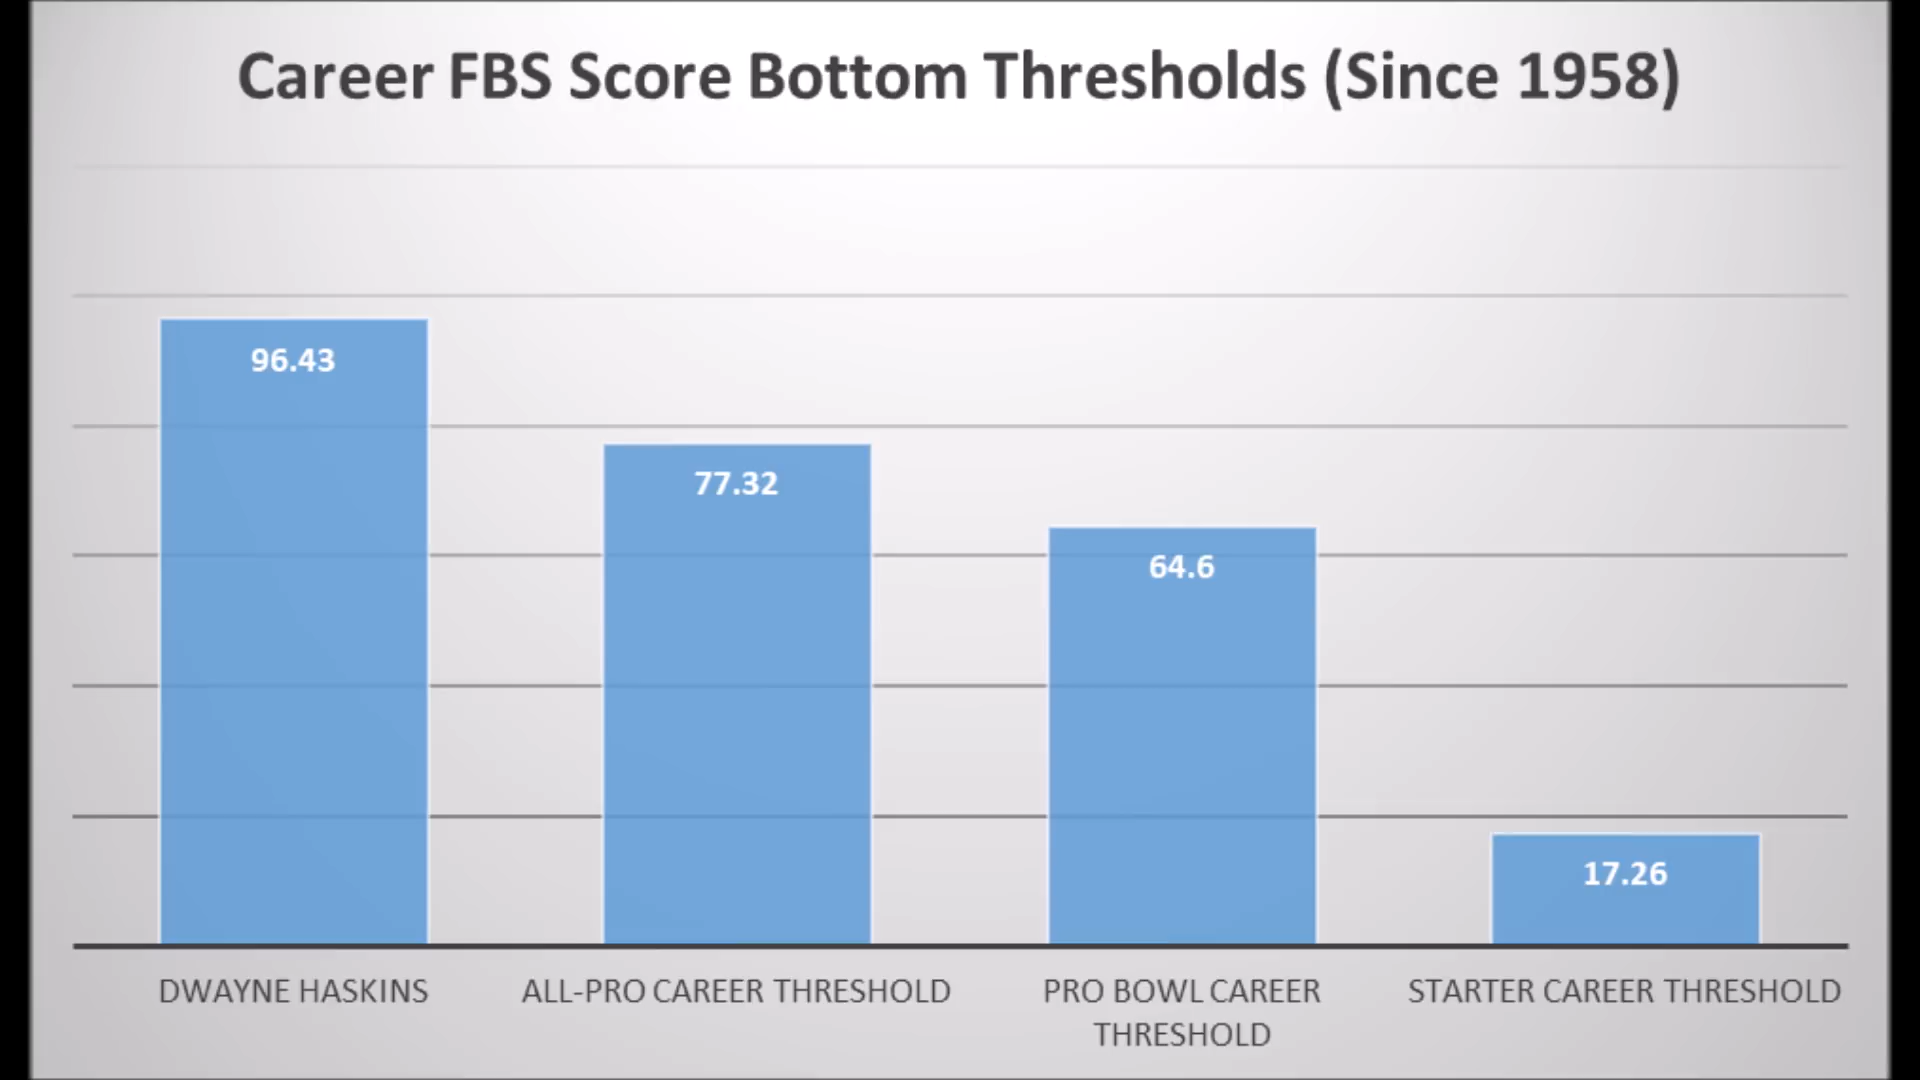 Career FBS Score Bottom Thresholds (Since 1958)
96.43
77.32
64.6
17.26
DWAYNE HASKINS
ALL-PRO CAREER THRESHOLD
PRO BOWL CAREER
THRESHOLD
STARTER CAREER THRESHOLD